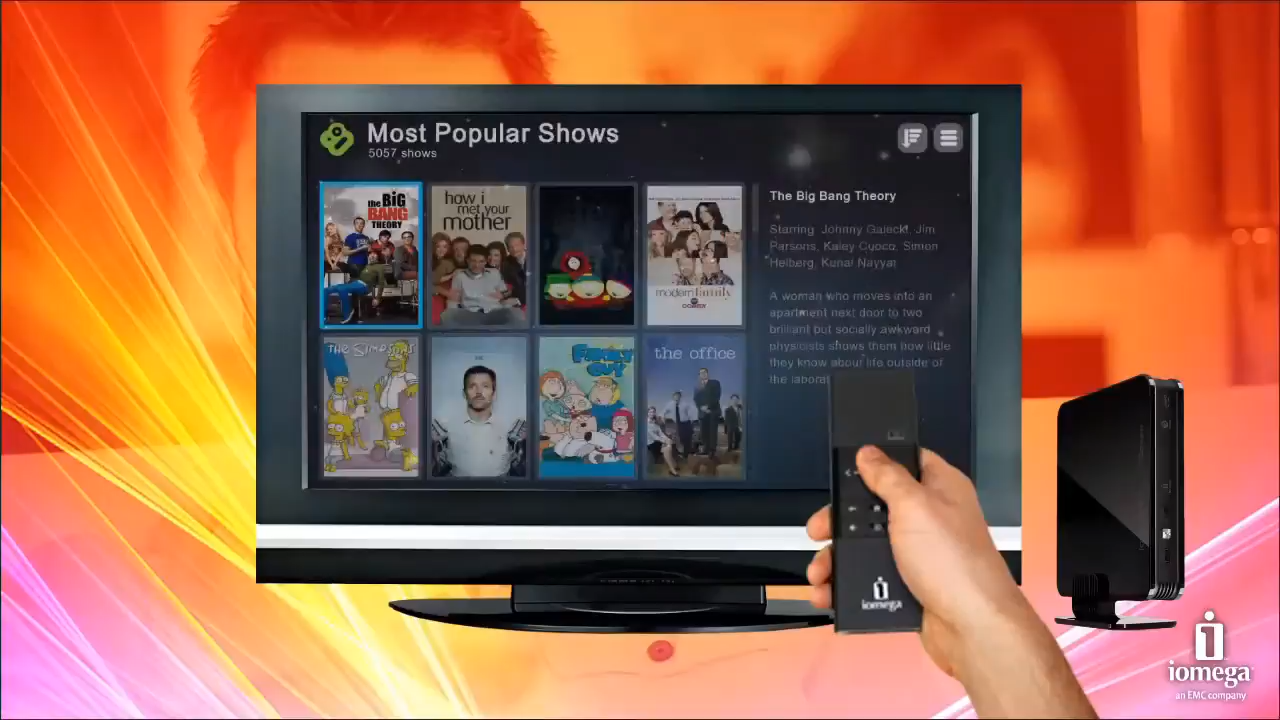 Most Popular Shows
5057 shows
the BiG
BANG
THEORY
how i
met your
mother
modern family
THE SIMPSONS
FAMILY
GUY
the office
The Big Bang Theory
Starring Johnny Galecki, Jim
Parsons, Kaley Cuoco, Simon
Helberg, Kunal Nayyar
A woman who moves into an
apartment next door to two
brilliant but socially awkward
physicists shows them how little
they know about life outside of
the laborat
iomega
iomega
an EMC company